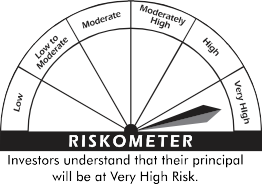 Low
Low to
Moderate
Moderate
Moderately
High
High
Very High
RISKOMETER
Investors understand that their principal
will be at Very High Risk.